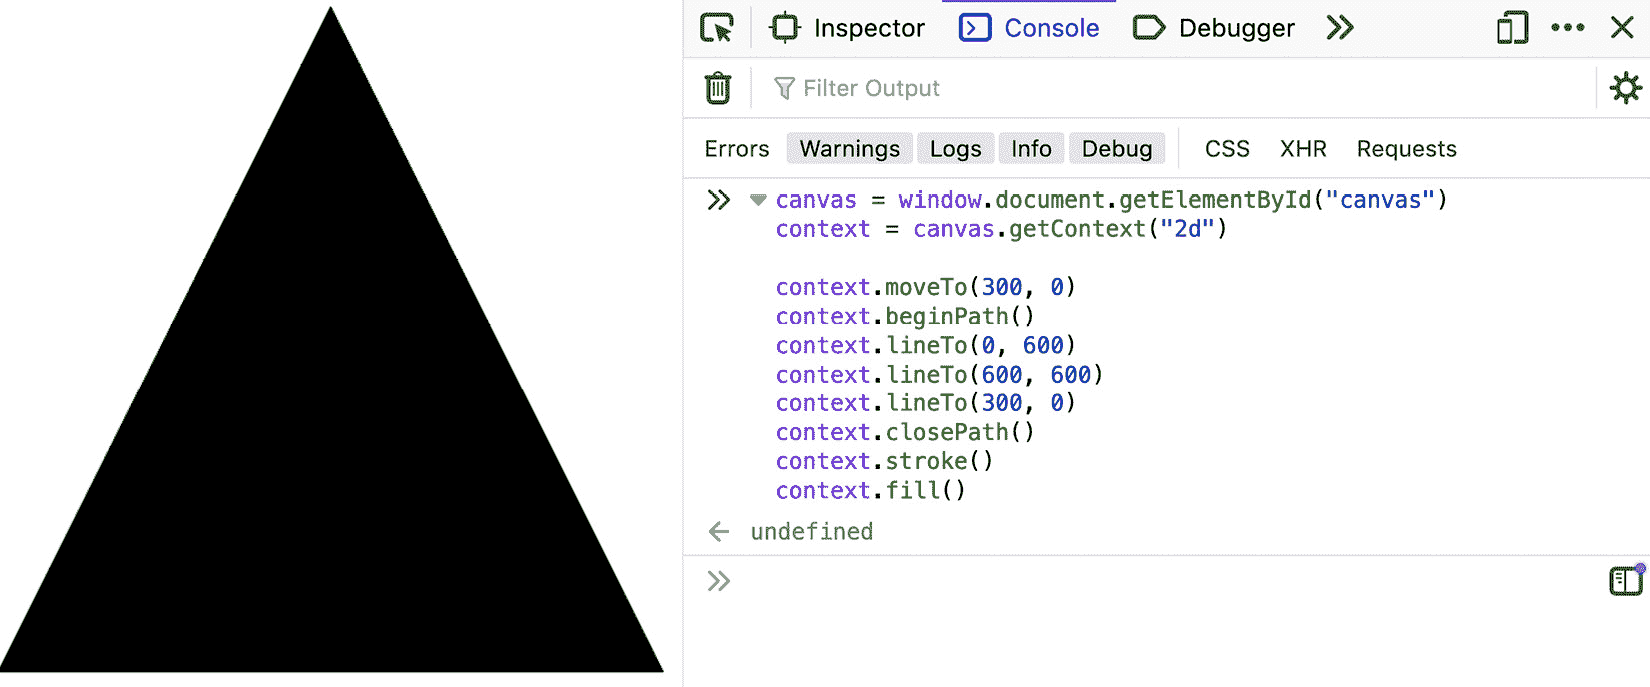 Inspector Console Debugger
Filter Output
Errors Warnings Logs Info Debug CSS XHR Requests
canvas = window.document.getElementById("canvas")
context = canvas.getContext("2d")
context.moveTo(300, 0)
context.beginPath()
context.lineTo(0, 600)
context.lineTo(600, 600)
context.lineTo(300, 0)
context.closePath()
context.stroke()
context.fill()
undefined